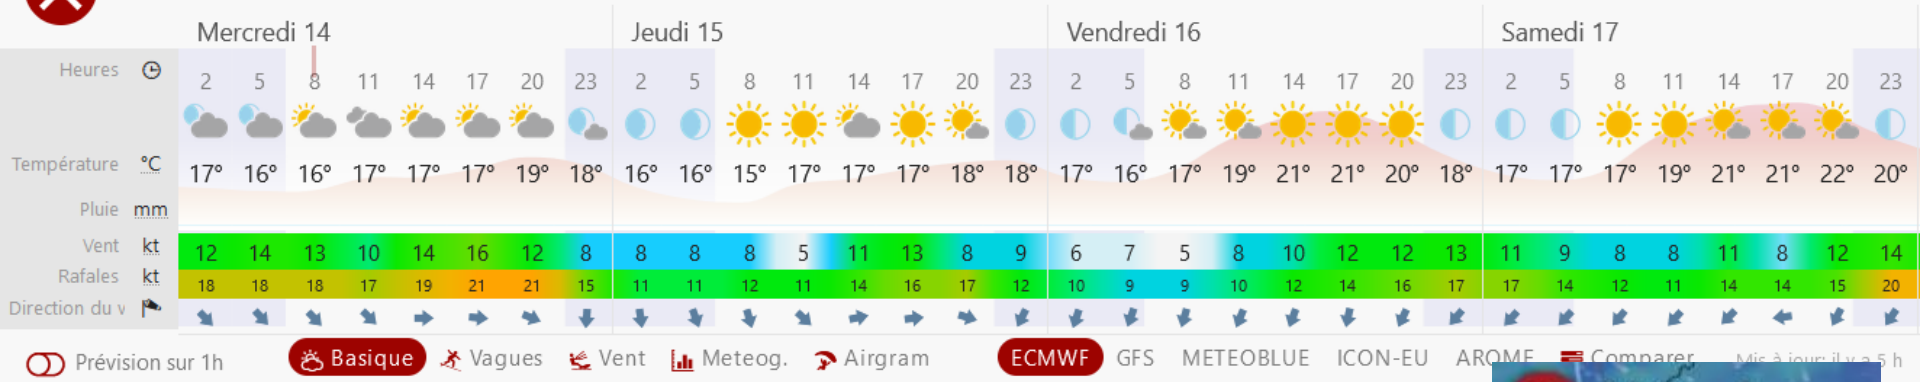 Mercredi 14 Jeudi 15 Vendredi 16 Samedi 17
Heures 2 5 8 11 14 17 20 23 2 5 8 11 14 17 20 23 2 5 8 11 14 17 20 23 2 5 8 11 14 17 20 23
Température °C 17° 16° 16° 17° 17° 17° 19° 18° 16° 16° 15° 17° 17° 17° 18° 18° 17° 16° 17° 19° 21° 21° 20° 18° 17° 17° 17° 19° 21° 21° 22° 20°
Pluie mm
Vent kt 12 14 13 10 14 16 12 8 8 8 8 5 11 13 8 9 6 7 5 8 10 12 12 13 11 9 8 8 11 8 12 14
Rafales kt 18 18 18 17 19 21 21 15 11 11 12 11 14 16 17 12 10 9 9 10 12 14 16 17 17 14 12 11 14 14 15 20
Direction du v
Prévision sur 1h Basique Vagues Vent Meteog. Airgram ECMWF GFS METEOBLUE ICON-EU AROME Comparer Mis à jour: il y a 5 h